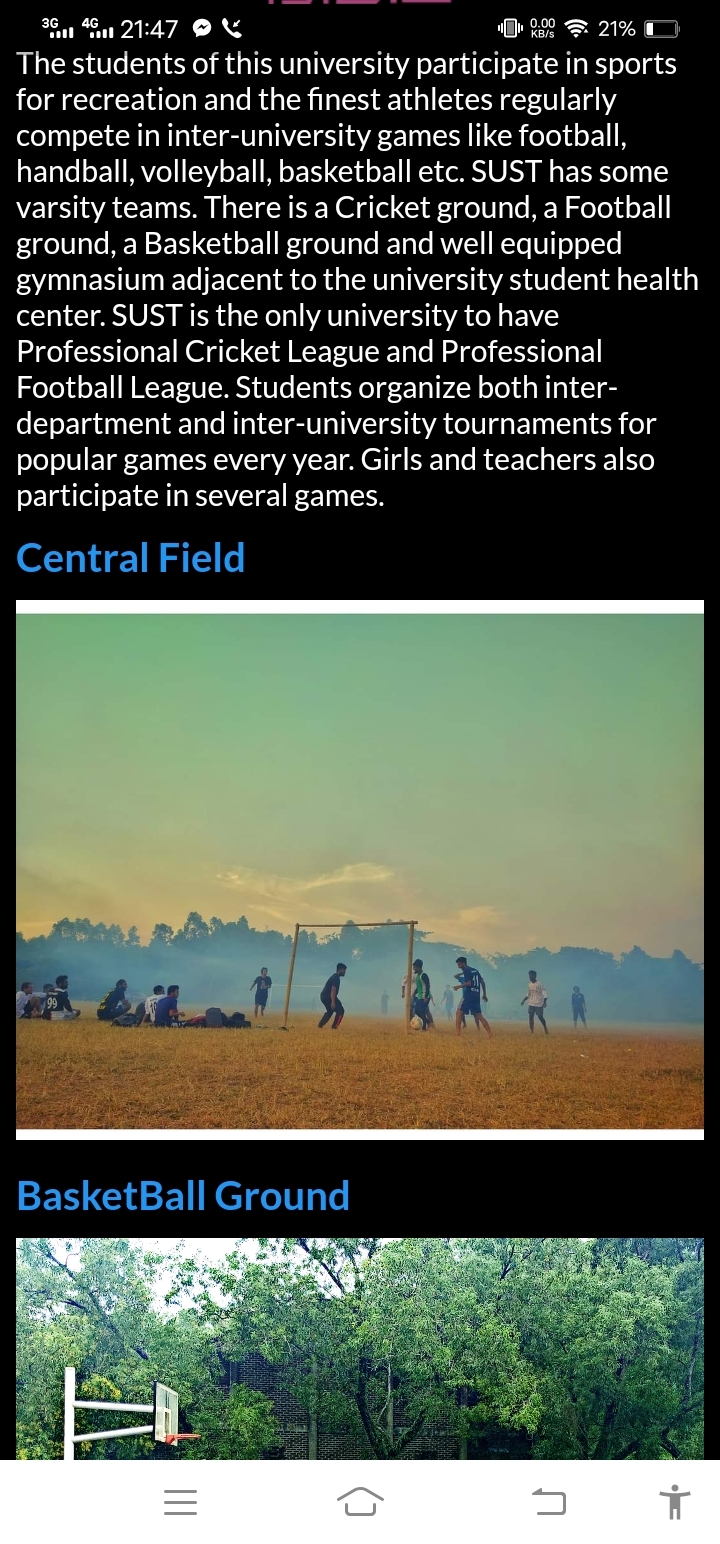 3G 4G 21:47 0.00 KB/s 21%
The students of this university participate in sports
for recreation and the finest athletes regularly
compete in inter-university games like football,
handball, volleyball, basketball etc. SUST has some
varsity teams. There is a Cricket ground, a Football
ground, a Basketball ground and well equipped
gymnasium adjacent to the university student health
center. SUST is the only university to have
Professional Cricket League and Professional
Football League. Students organize both inter-
department and inter-university tournaments for
popular games every year. Girls and teachers also
participate in several games.
Central Field
99
BasketBall Ground